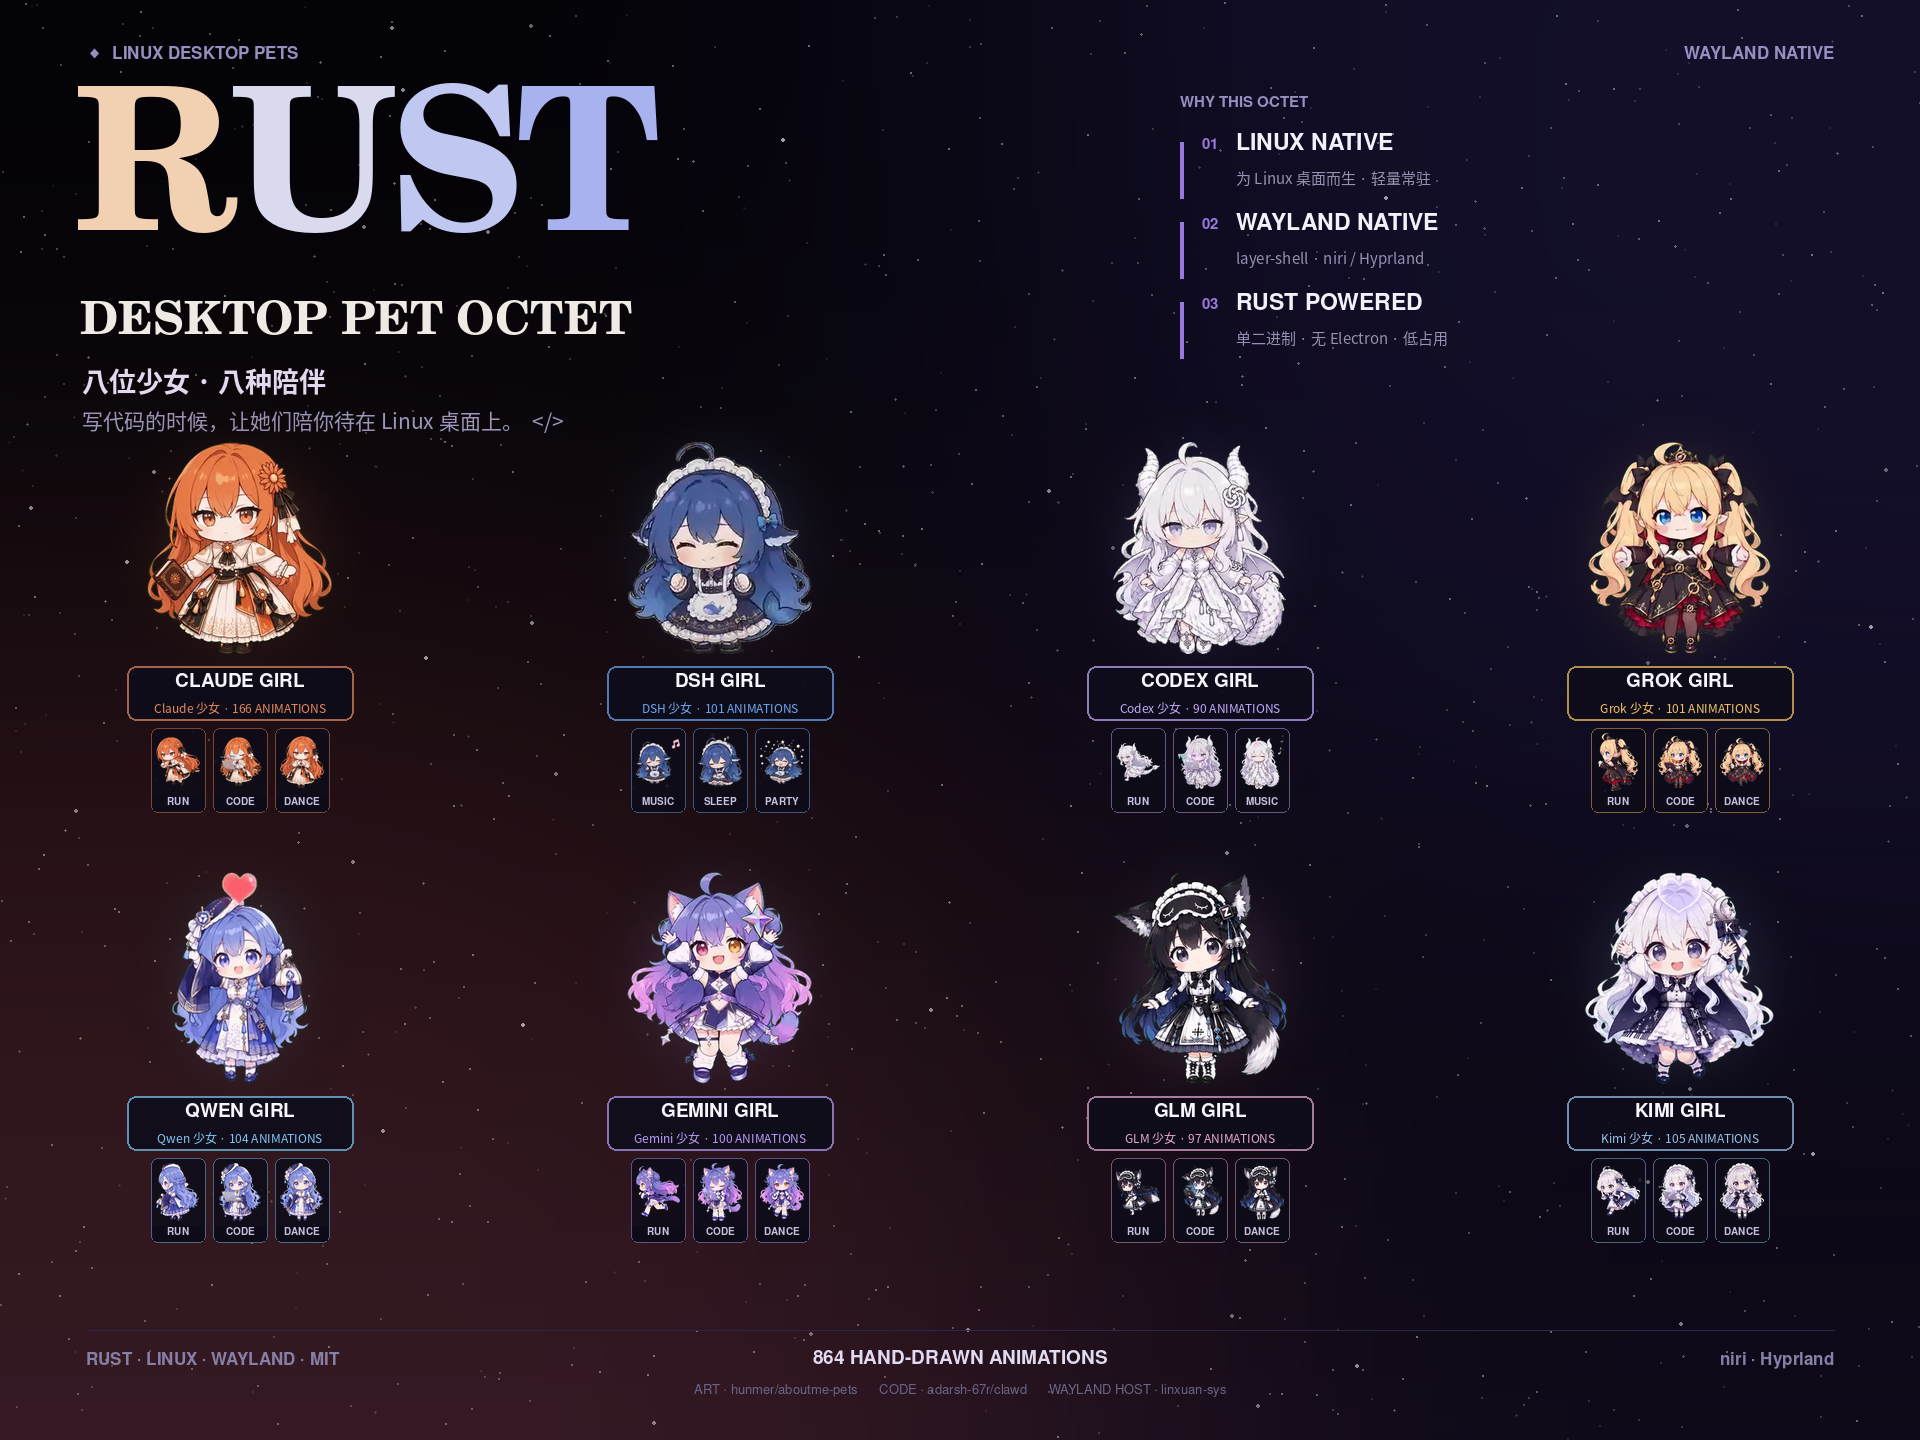 ◆ LINUX DESKTOP PETS
WAYLAND NATIVE
RUST
DESKTOP PET OCTET
八位少女 · 八种陪伴
写代码的时候，让她们陪你待在 Linux 桌面上。 </>
WHY THIS OCTET
01 LINUX NATIVE
为 Linux 桌面而生 · 轻量常驻
02 WAYLAND NATIVE
layer-shell · niri / Hyprland
03 RUST POWERED
单二进制 · 无 Electron · 低占用
CLAUDE GIRL
Claude 少女 · 166 ANIMATIONS
RUN CODE DANCE
DSH GIRL
DSH 少女 · 101 ANIMATIONS
MUSIC SLEEP PARTY
CODEX GIRL
Codex 少女 · 90 ANIMATIONS
RUN CODE MUSIC
GROK GIRL
Grok 少女 · 101 ANIMATIONS
RUN CODE DANCE
QWEN GIRL
Qwen 少女 · 104 ANIMATIONS
RUN CODE DANCE
GEMINI GIRL
Gemini 少女 · 100 ANIMATIONS
RUN CODE DANCE
GLM GIRL
GLM 少女 · 97 ANIMATIONS
RUN CODE DANCE
KIMI GIRL
Kimi 少女 · 105 ANIMATIONS
RUN CODE DANCE
RUST · LINUX · WAYLAND · MIT
864 HAND-DRAWN ANIMATIONS
niri · Hyprland
ART · hunmer/aboutme-pets CODE · adarsh-67r/clawd WAYLAND HOST · linxuan-sys